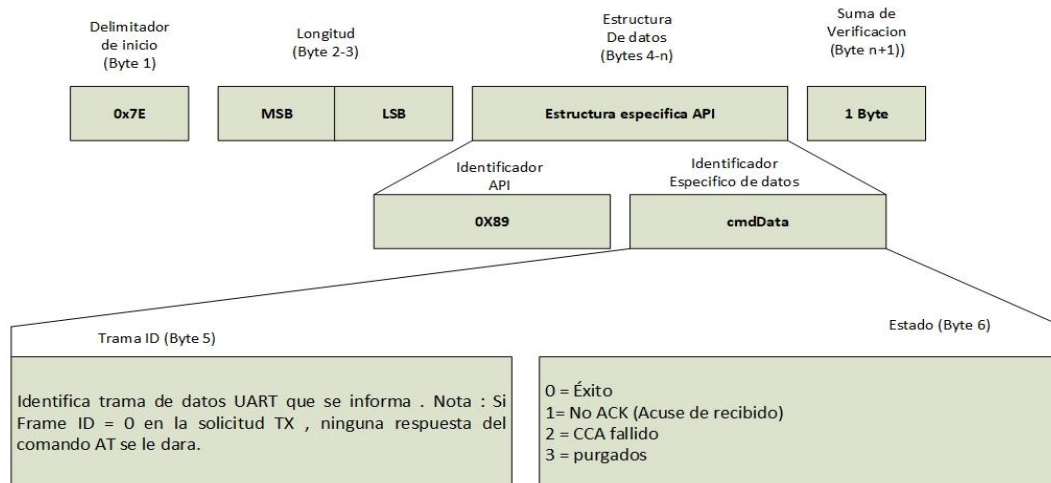 Delimitador
de inicio
(Byte 1)
Longitud
(Byte 2-3)
Estructura
De datos
(Bytes 4-n)
Suma de
Verificacion
(Byte n+1))
0x7E
MSB
LSB
Estructura especifica API
1 Byte
Identificador
API
Identificador
Especifico de datos
0X89
cmdData
Trama ID (Byte 5)
Estado (Byte 6)
Identifica trama de datos UART que se informa . Nota : Si
Frame ID = 0 en la solicitud TX , ninguna respuesta del
comando AT se le dara.
0 = Éxito
1= No ACK (Acuse de recibido)
2 = CCA fallido
3 = purgados